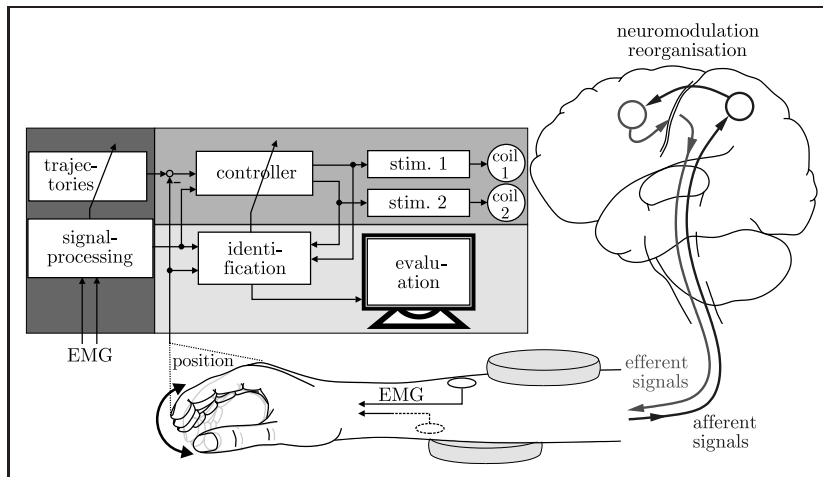 neuromodulation
reorganisation
trajec-
tories
controller
stim. 1
coil
1
stim. 2
coil
2
signal-
processing
identi-
fication
evalu-
ation
EMG
position
EMG
efferent
signals
afferent
signals